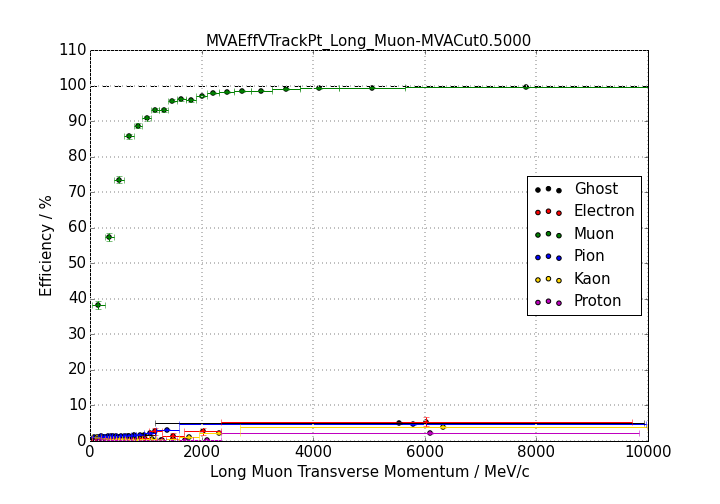 MVAEffVTrackPt_Long_Muon-MVACut0.5000
110
100
90
80
70
60
50
40
30
20
10
0
Efficiency / %
Ghost
Electron
Muon
Pion
Kaon
Proton
0 2000 4000 6000 8000 10000
Long Muon Transverse Momentum / MeV/c